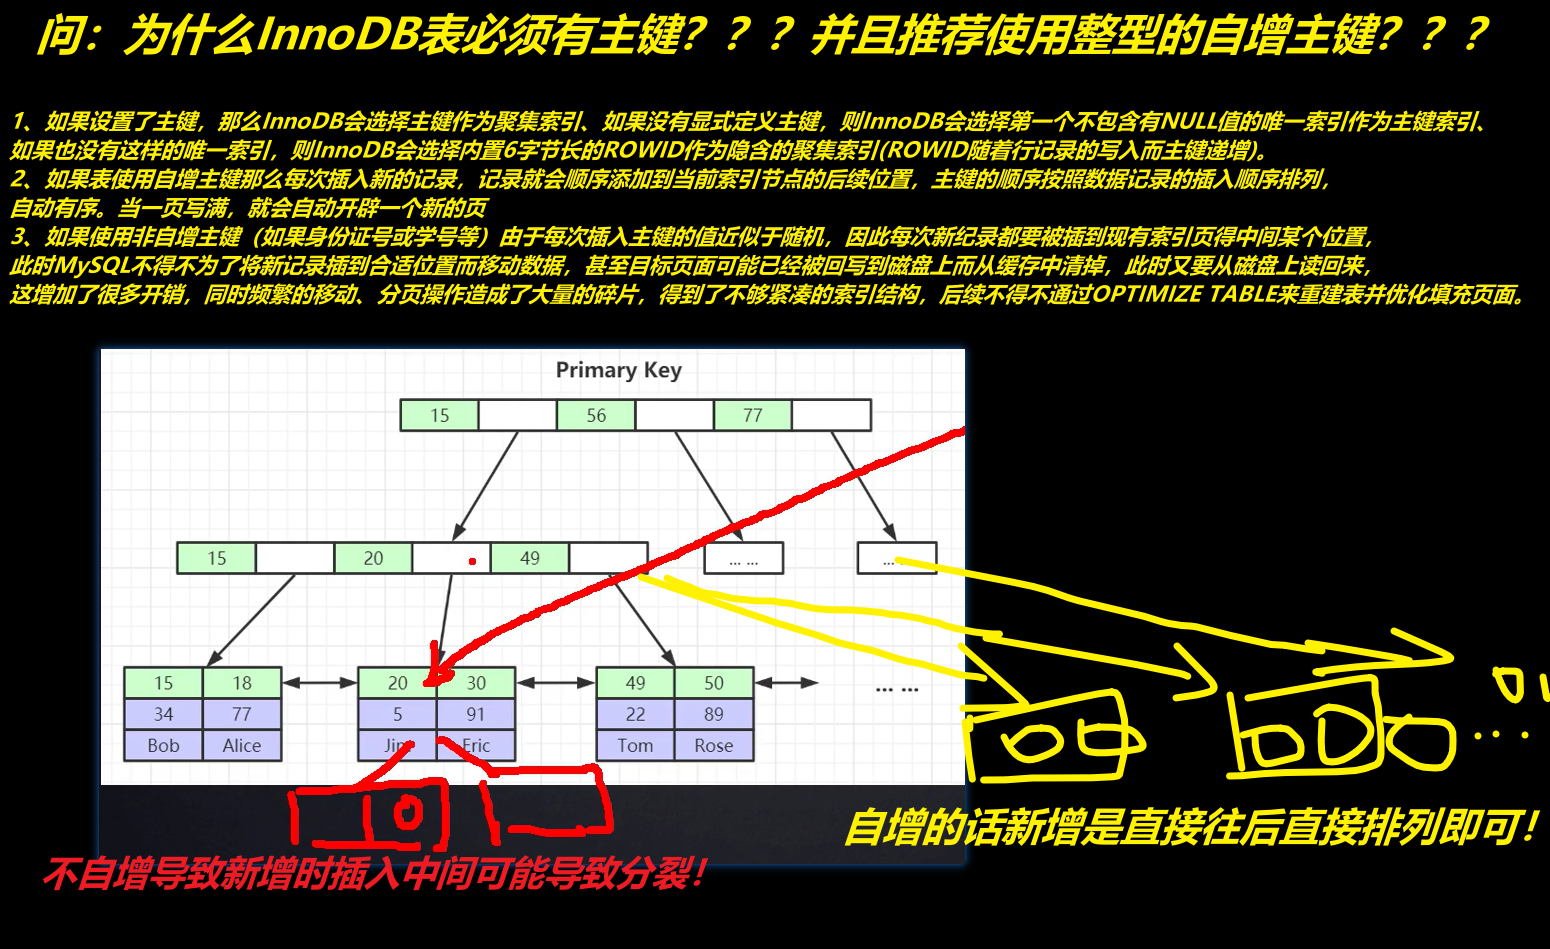 问：为什么InnoDB表必须有主键？？？并且推荐使用整型的自增主键？？？
1、如果设置了主键，那么InnoDB会选择主键作为聚集索引、如果没有显式定义主键，则InnoDB会选择第一个不包含有NULL值的唯一索引作为主键索引、
如果也没有这样的唯一索引，则InnoDB会选择内置6字节长的ROWID作为隐含的聚集索引(ROWID随着行记录的写入而主键递增)。
2、如果表使用自增主键那么每次插入新的记录，记录就会顺序添加到当前索引节点的后续位置，主键的顺序按照数据记录的插入顺序排列，
自动有序。当一页写满，就会自动开辟一个新的页
3、如果使用非自增主键（如果身份证号或学号等）由于每次插入主键的值近似于随机，因此每次新纪录都要被插到现有索引页得中间某个位置，
此时MySQL不得不为了将新记录插到合适位置而移动数据，甚至目标页面可能已经被回写到磁盘上而从缓存中清掉，此时又要从磁盘上读回来，
这增加了很多开销，同时频繁的移动、分页操作造成了大量的碎片，得到了不够紧凑的索引结构，后续不得不通过OPTIMIZE TABLE来重建表并优化填充页面。
Primary Key
15 56 77
15 20 49 ... ... ...
15 18 20 30 49 50
... ...
34 77 5 91 22 89
Bob Alice Jim Eric Tom Rose
自增的话新增是直接往后直接排列即可！
不自增导致新增时插入中间可能导致分裂！